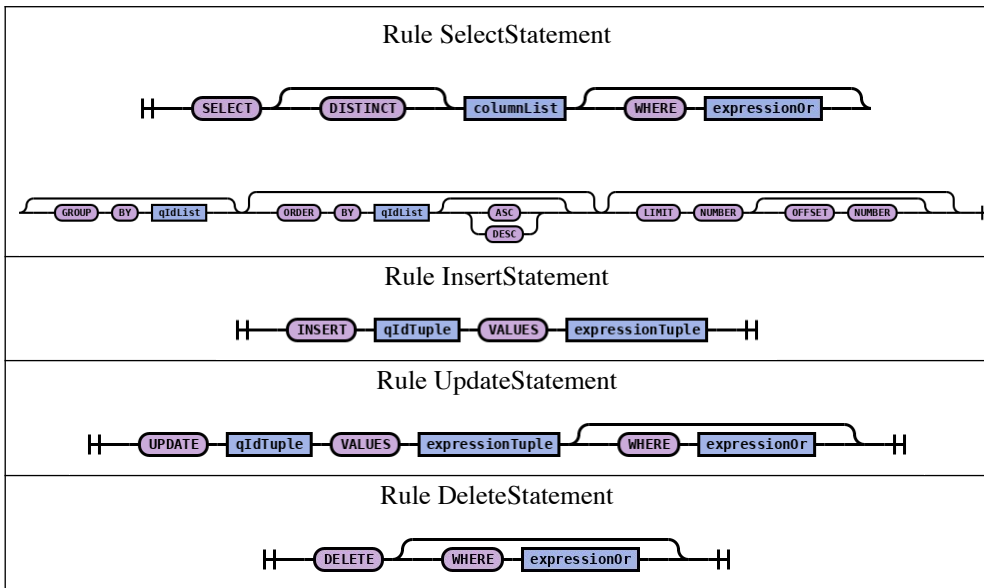 Rule SelectStatement
SELECT DISTINCT columnList WHERE expressionOr
GROUP BY qIdList ORDER BY qIdList ASC LIMIT NUMBER OFFSET NUMBER
DESC
Rule InsertStatement
INSERT qIdTuple VALUES expressionTuple
Rule UpdateStatement
UPDATE qIdTuple VALUES expressionTuple WHERE expressionOr
Rule DeleteStatement
DELETE WHERE expressionOr